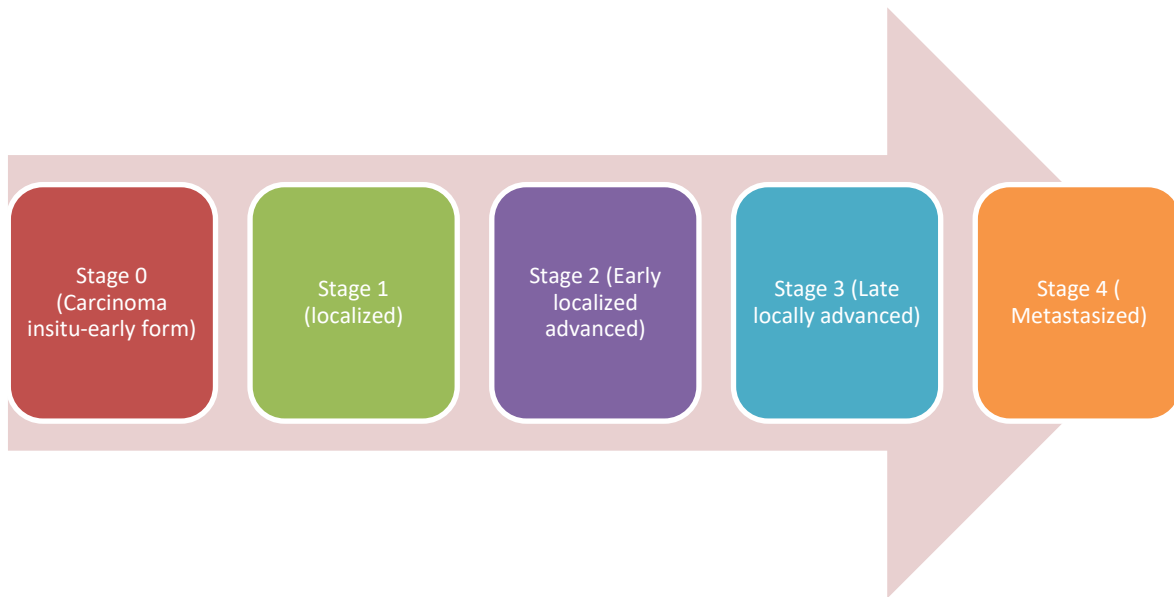 Stage 0
(Carcinoma
insitu-early form)
Stage 1
(localized)
Stage 2 (Early
localized
advanced)
Stage 3 (Late
locally advanced)
Stage 4 (
Metastasized)